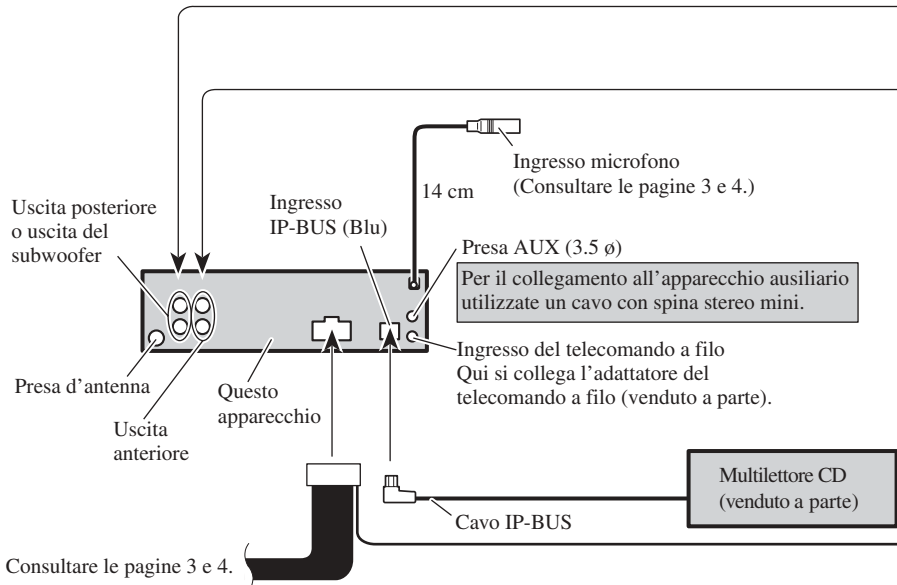 Ingresso microfono
(Consultare le pagine 3 e 4.)
14 cm
Uscita posteriore
o uscita del
subwoofer
Ingresso
IP-BUS (Blu)
Presa AUX (3.5 ø)
Per il collegamento all’apparecchio ausiliario
utilizzate un cavo con spina stereo mini.
Ingresso del telecomando a filo
Qui si collega l’adattatore del
telecomando a filo (venduto a parte).
Presa d’antenna
Questo
apparecchio
Uscita
anteriore
Multilettore CD
(venduto a parte)
Cavo IP-BUS
Consultare le pagine 3 e 4.